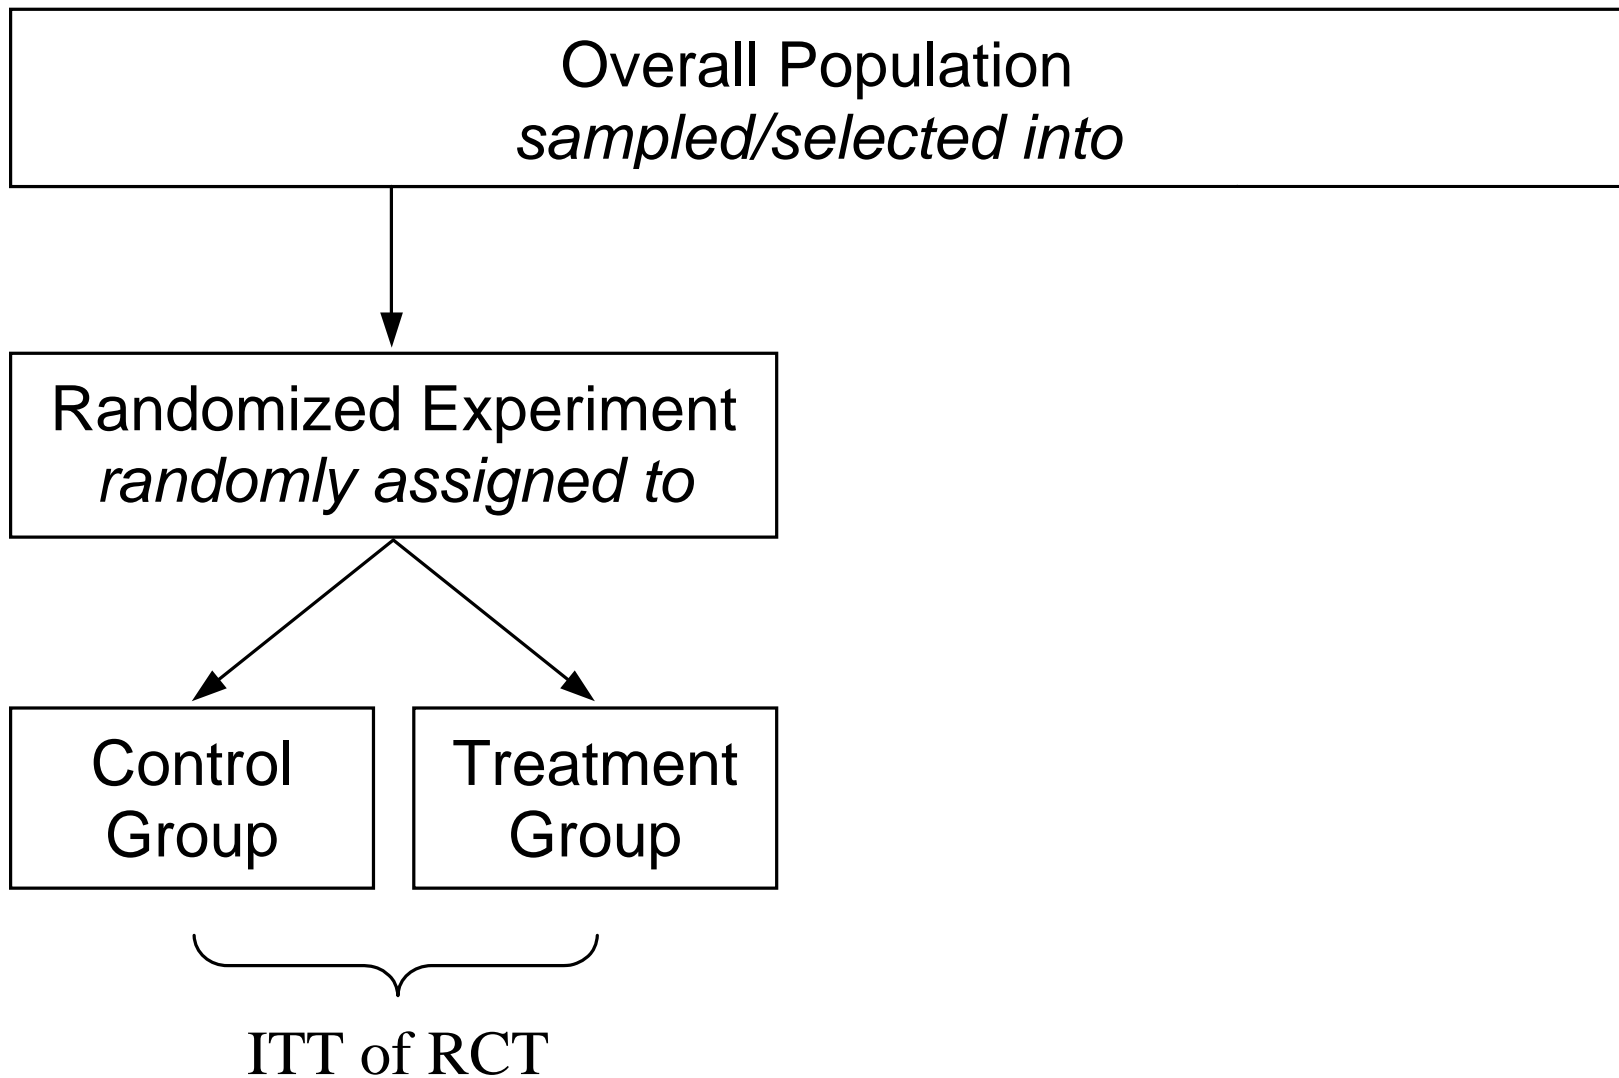 Overall Population
sampled/selected into
Randomized Experiment
randomly assigned to
Control
Group
Treatment
Group
ITT of RCT